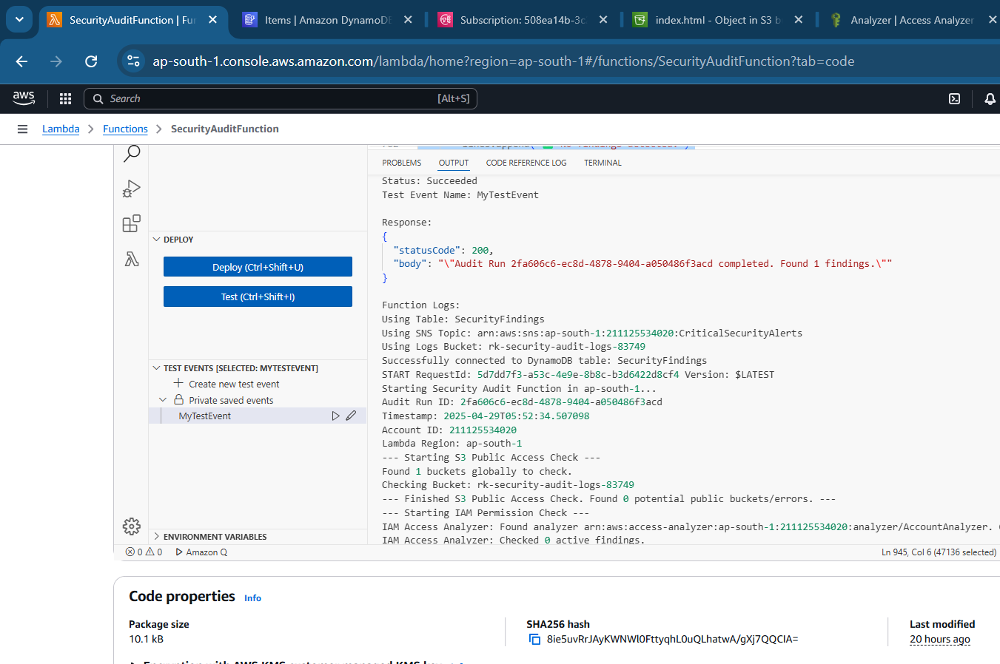 SecurityAuditFunction | Fu
Items | Amazon DynamoD
Subscription: 508ea14b-3c
index.html - Object in S3 b
Analyzer | Access Analyzer
ap-south-1.console.aws.amazon.com/lambda/home?region=ap-south-1#/functions/SecurityAuditFunction?tab=code
aws
Search
[Alt+S]
Lambda > Functions > SecurityAuditFunction
PROBLEMS OUTPUT CODE REFERENCE LOG TERMINAL
Status: Succeeded
Test Event Name: MyTestEvent
Response:
{
"statusCode": 200,
"body": "\"Audit Run 2fa606c6-ec8d-4878-9404-a050486f3acd completed. Found 1 findings.\""
}
Function Logs:
Using Table: SecurityFindings
Using SNS Topic: arn:aws:sns:ap-south-1:211125534020:CriticalSecurityAlerts
Using Logs Bucket: rk-security-audit-logs-83749
Successfully connected to DynamoDB table: SecurityFindings
START RequestId: 5d7dd7f3-a53c-4e9e-8b8c-b3d6422d8cf4 Version: $LATEST
Starting Security Audit Function in ap-south-1...
Audit Run ID: 2fa606c6-ec8d-4878-9404-a050486f3acd
Timestamp: 2025-04-29T05:52:34.507098
Account ID: 211125534020
Lambda Region: ap-south-1
--- Starting S3 Public Access Check ---
Found 1 buckets globally to check.
Checking Bucket: rk-security-audit-logs-83749
--- Finished S3 Public Access Check. Found 0 potential public buckets/errors. ---
--- Starting IAM Permission Check ---
IAM Access Analyzer: Found analyzer arn:aws:access-analyzer:ap-south-1:211125534020:analyzer/AccountAnalyzer.
IAM Access Analyzer: Checked 0 active findings.
DEPLOY
Deploy (Ctrl+Shift+U)
Test (Ctrl+Shift+I)
TEST EVENTS [SELECTED: MYTESTEVENT]
Create new test event
Private saved events
MyTestEvent
ENVIRONMENT VARIABLES
0 0 Amazon Q
Ln 945, Col 6 (47136 selected)
Code properties Info
Package size
10.1 kB
SHA256 hash
8ie5uvRrJAyKWNWl0FttyqhL0uQLhatwA/gXj7QQCIA=
Last modified
20 hours ago